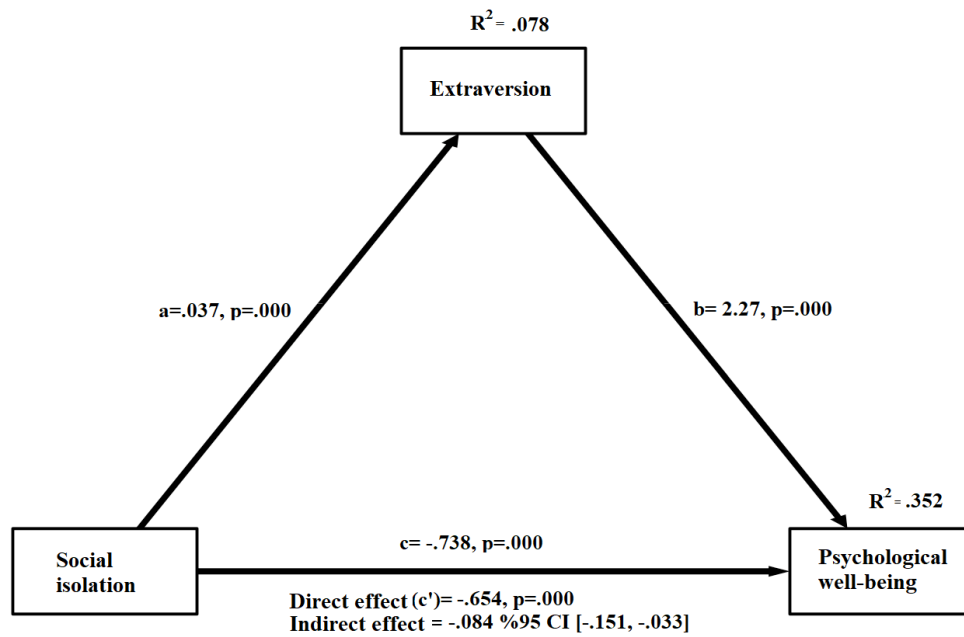 R² = .078
Extraversion
a=.037, p=.000
b= 2.27, p=.000
R² = .352
Social
isolation
c= -.738, p=.000
Psychological
well-being
Direct effect (c')= -.654, p=.000
Indirect effect = -.084 %95 CI [-.151, -.033]